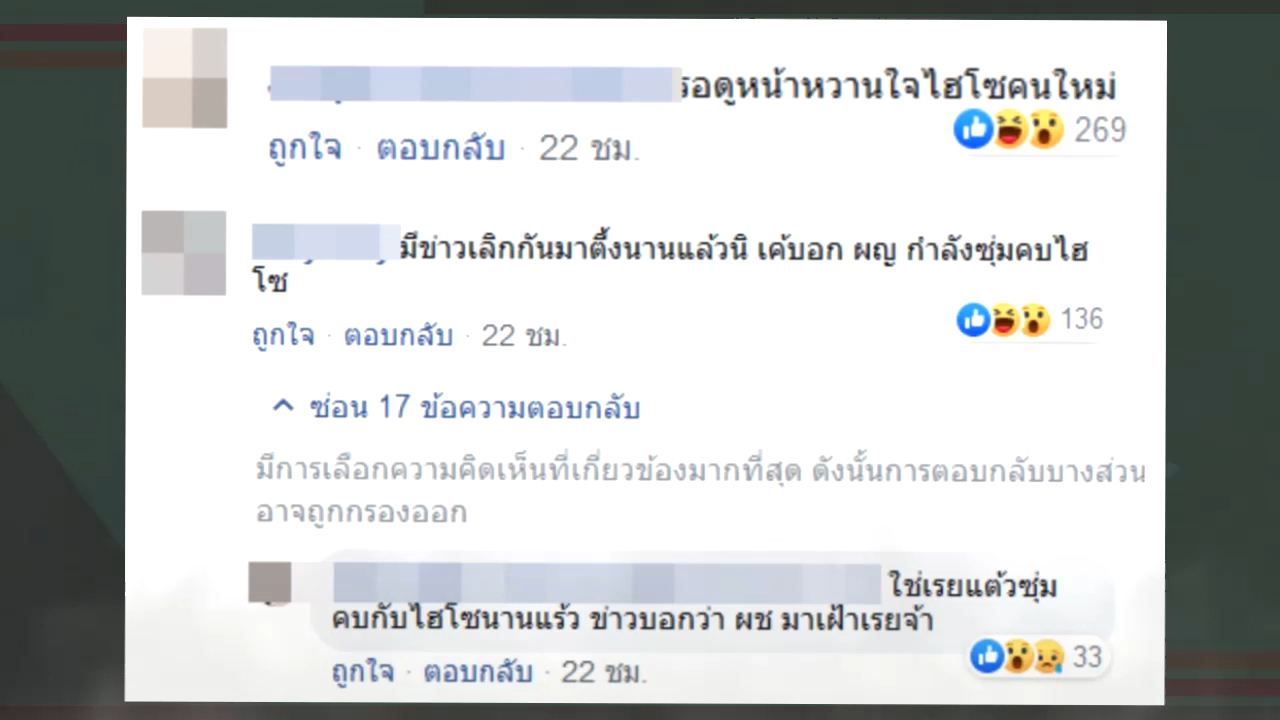 รอดูหน้าหวานใจไฮโซคนใหม่
269
ถูกใจ · ตอบกลับ · 22 ชม.
มีข่าวเลิกกันมาตั้งนานแล้วนิ เค้บอก ผญ กำลังซุ่มคบไฮ
โซ
136
ถูกใจ · ตอบกลับ · 22 ชม.
ซ่อน 17 ข้อความตอบกลับ
มีการเลือกความคิดเห็นที่เกี่ยวข้องมากที่สุด ดังนั้นการตอบกลับบางส่วน
อาจถูกกรองออก
ใช่เรยแต้วซุ่ม
คบกับไฮโซนานแร้ว ข่าวบอกว่า ผช มาเฝ้าเรยจ้า
33
ถูกใจ · ตอบกลับ · 22 ชม.